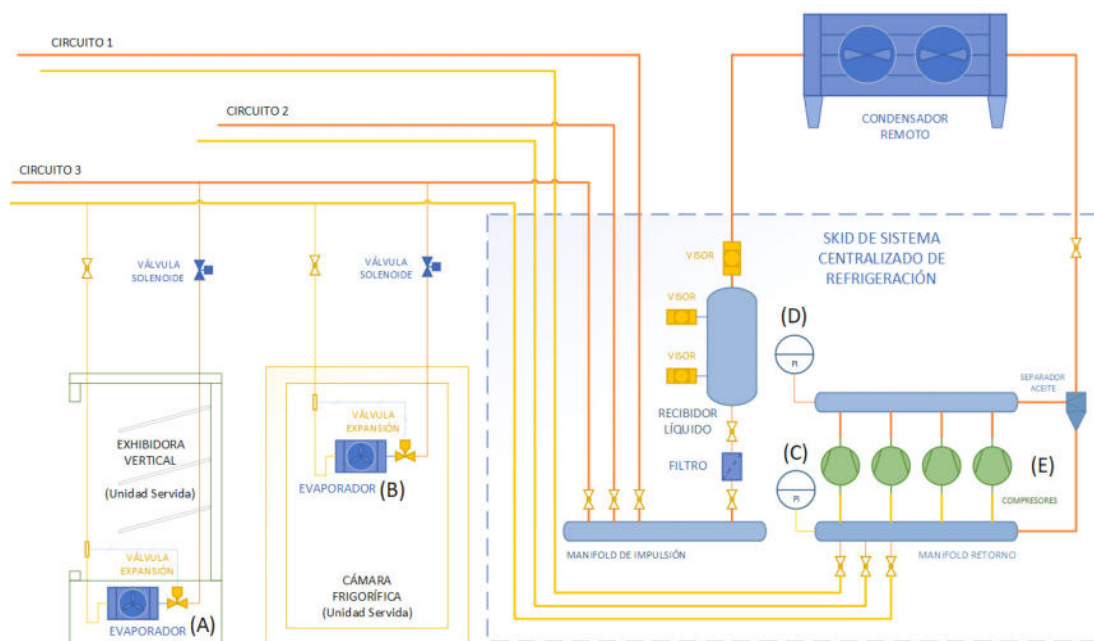 CIRCUITO 1
CIRCUITO 2
CIRCUITO 3
CONDENSADOR
REMOTO
SKID DE SISTEMA
CENTRALIZADO DE
REFRIGERACIÓN
VISOR
VISOR
VISOR
VÁLVULA
SOLENOIDE
VÁLVULA
SOLENOIDE
(D)
PI
SEPARADOR
ACEITE
RECIBIDOR
LÍQUIDO
FILTRO
(C)
PI
(E)
COMPRESORES
MANIFOLD DE IMPULSIÓN
MANIFOLD RETORNO
EXHIBIDORA
VERTICAL
(Unidad Servida)
VÁLVULA
EXPANSIÓN
EVAPORADOR (A)
VÁLVULA
EXPANSIÓN
EVAPORADOR (B)
CÁMARA
FRIGORÍFICA
(Unidad Servida)